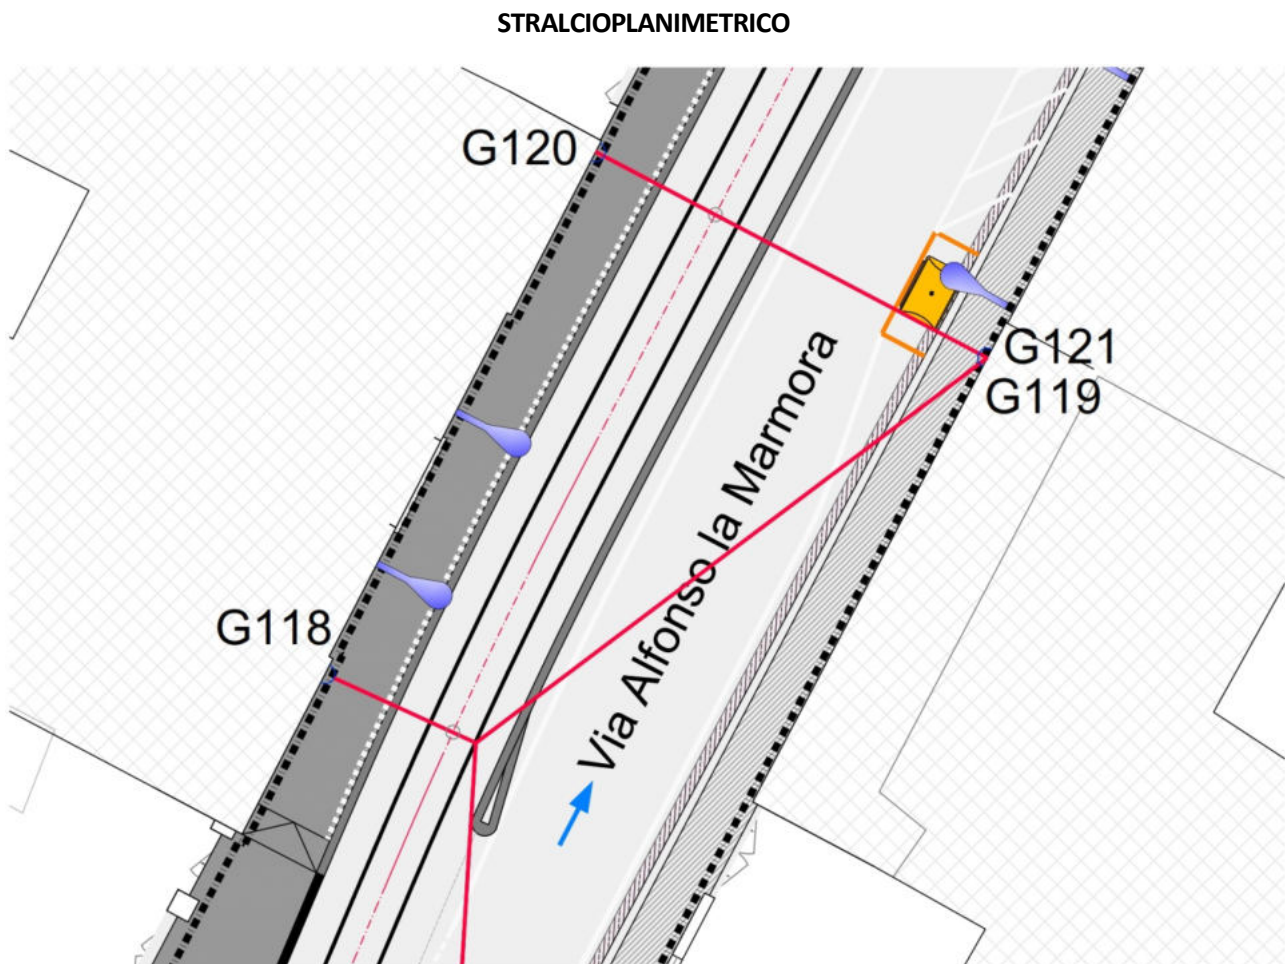 STRALCIOPLANIMETRICO
G120
G121
G119
Via Alfonso la Marmora
G118